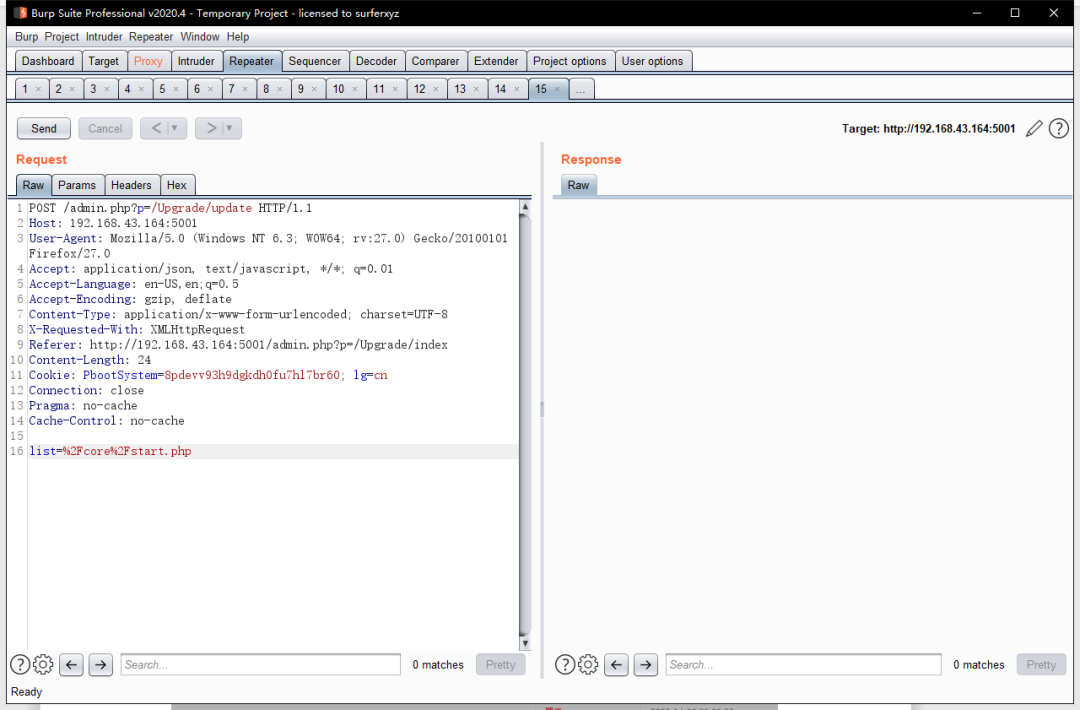 Burp Suite Professional v2020.4 - Temporary Project - licensed to surferxyz
Burp Project Intruder Repeater Window Help
Dashboard Target Proxy Intruder Repeater Sequencer Decoder Comparer Extender Project options User options
1 × 2 × 3 × 4 × 5 × 6 × 7 × 8 × 9 × 10 × 11 × 12 × 13 × 14 × 15 × ...
Send Cancel < | ▼ > | ▼ Target: http://192.168.43.164:5001 ?
Request Response
Raw Params Headers Hex Raw
1 POST /admin.php?p=/Upgrade/update HTTP/1.1
2 Host: 192.168.43.164:5001
3 User-Agent: Mozilla/5.0 (Windows NT 6.3; WOW64; rv:27.0) Gecko/20100101
Firefox/27.0
4 Accept: application/json, text/javascript, */*; q=0.01
5 Accept-Language: en-US,en;q=0.5
6 Accept-Encoding: gzip, deflate
7 Content-Type: application/x-www-form-urlencoded; charset=UTF-8
8 X-Requested-With: XMLHttpRequest
9 Referer: http://192.168.43.164:5001/admin.php?p=/Upgrade/index
10 Content-Length: 24
11 Cookie: PbootSystem=8pdevv93h9dgkdh0fu7hl7br60; lg=cn
12 Connection: close
13 Pragma: no-cache
14 Cache-Control: no-cache
15
16 list=%2Fcore%2Fstart.php
? ← → Search... 0 matches Pretty ? ← → Search... 0 matches Pretty
Ready